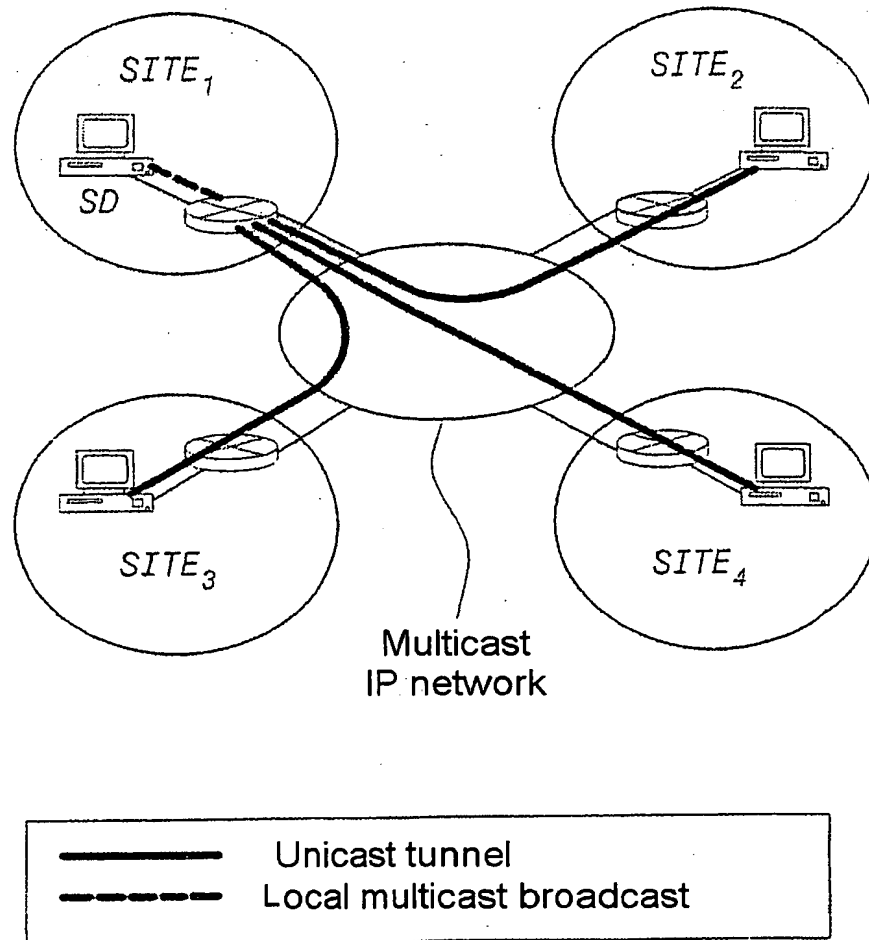 SITE₁
SITE₂
SD
SITE₃
SITE₄
Multicast
IP network
Unicast tunnel
Local multicast broadcast